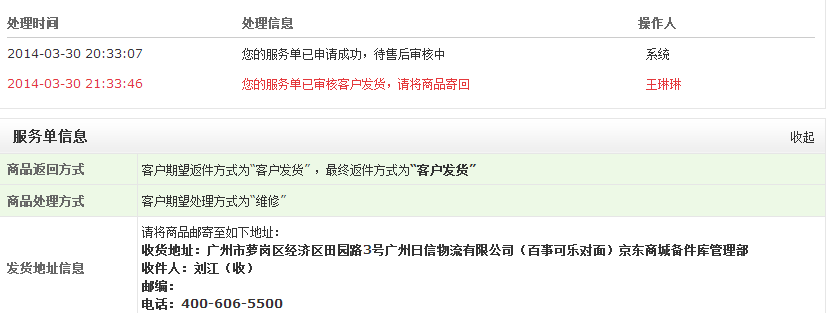 处理时间 处理信息 操作人
2014-03-30 20:33:07 您的服务单已申请成功，待售后审核中 系统
2014-03-30 21:33:46 您的服务单已审核客户发货，请将商品寄回 王琳琳
服务单信息 收起
商品返回方式 客户期望返件方式为“客户发货”，最终返件方式为“客户发货”
商品处理方式 客户期望处理方式为“维修”
请将商品邮寄至如下地址：
收货地址：广州市萝岗区经济区田园路3号广州日信物流有限公司（百事可乐对面）京东商城备件库管理部
发货地址信息 收件人：刘江（收）
邮编：
电话：400-606-5500